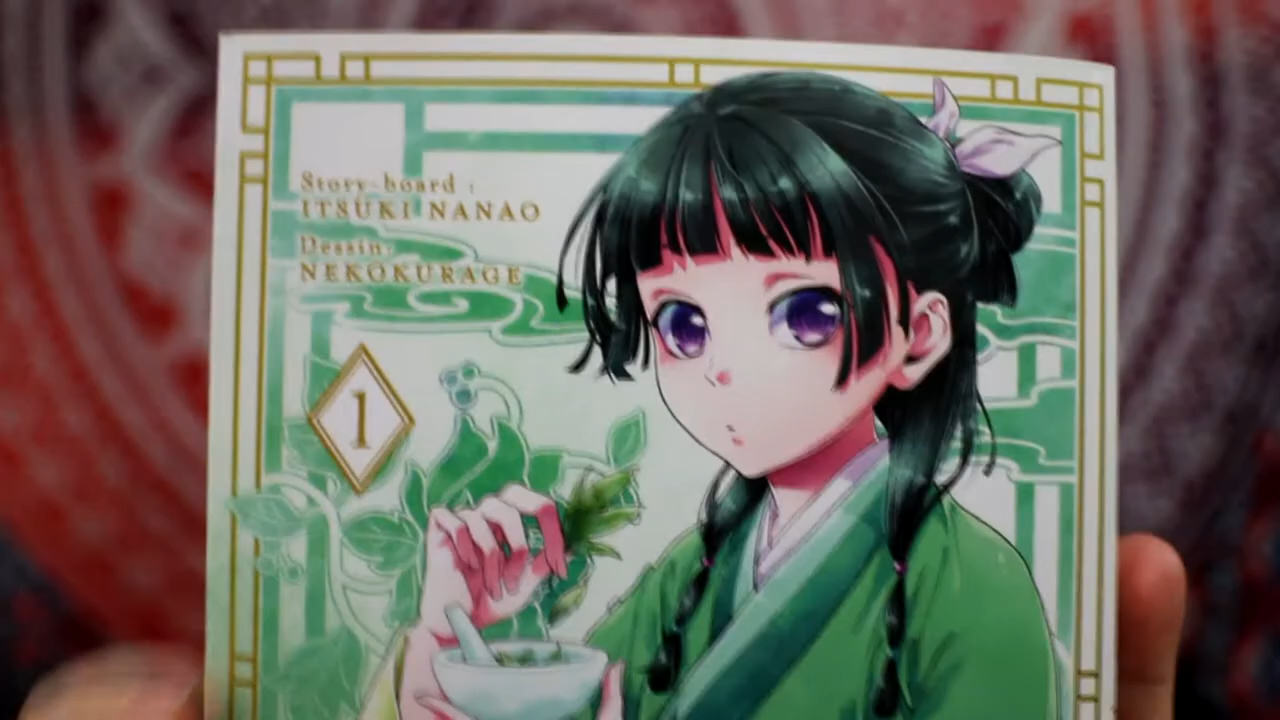 Story-board :
ITSUKI NANAO
Dessin:
NEKOKURAGE
1